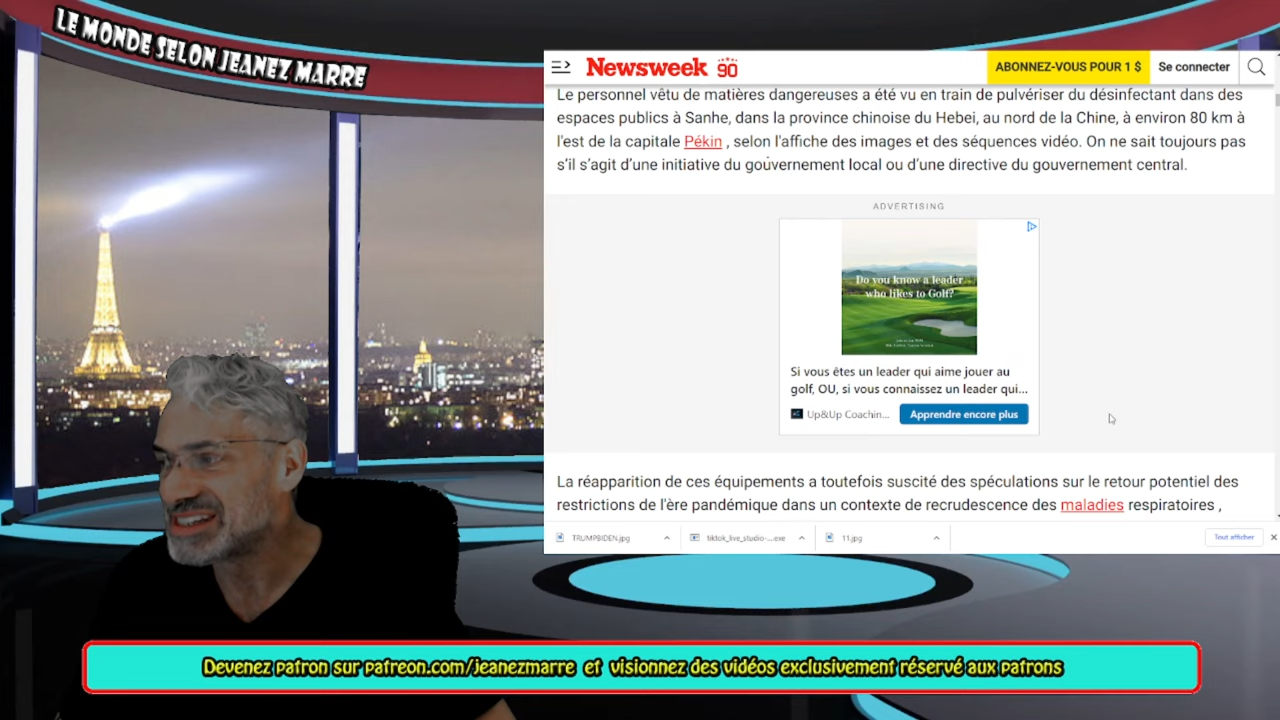 LE MONDE SELON JEANEZ MARRE
Newsweek 90
ABONNEZ-VOUS POUR 1 $
Se connecter
Le personnel vêtu de matières dangereuses a été vu en train de pulvériser du désinfectant dans des
espaces publics à Sanhe, dans la province chinoise du Hebei, au nord de la Chine, à environ 80 km à
l'est de la capitale Pékin , selon l'affiche des images et des séquences vidéo. On ne sait toujours pas
s'il s'agit d'une initiative du gouvernement local ou d'une directive du gouvernement central.
ADVERTISING
Do you know a leader
who likes to Golf?
Si vous êtes un leader qui aime jouer au
golf, OU, si vous connaissez un leader qui...
Up&Up Coachin...
Apprendre encore plus
La réapparition de ces équipements a toutefois suscité des spéculations sur le retour potentiel des
restrictions de l'ère pandémique dans un contexte de recrudescence des maladies respiratoires ,
TRUMPBIDEN.jpg
tiktok_live_studio-....exe
11.jpg
Tout afficher
Devenez patron sur patreon.com/jeanezmarre et visionnez des vidéos exclusivement réservé aux patrons